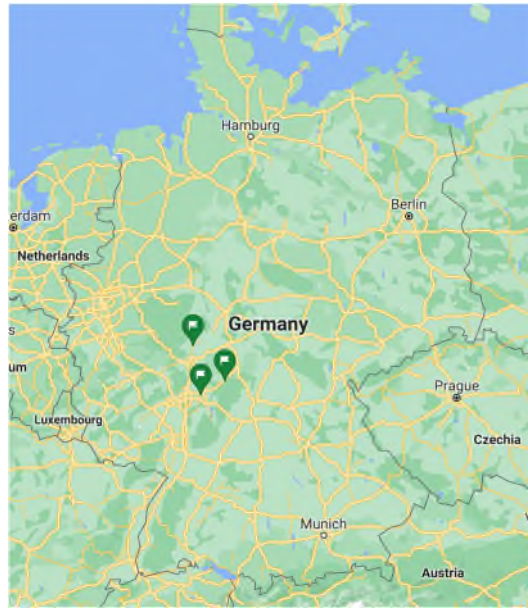 Hamburg
Berlin
erdam
Netherlands
Germany
um
Prague
Luxembourg
Czechia
Munich
Austria